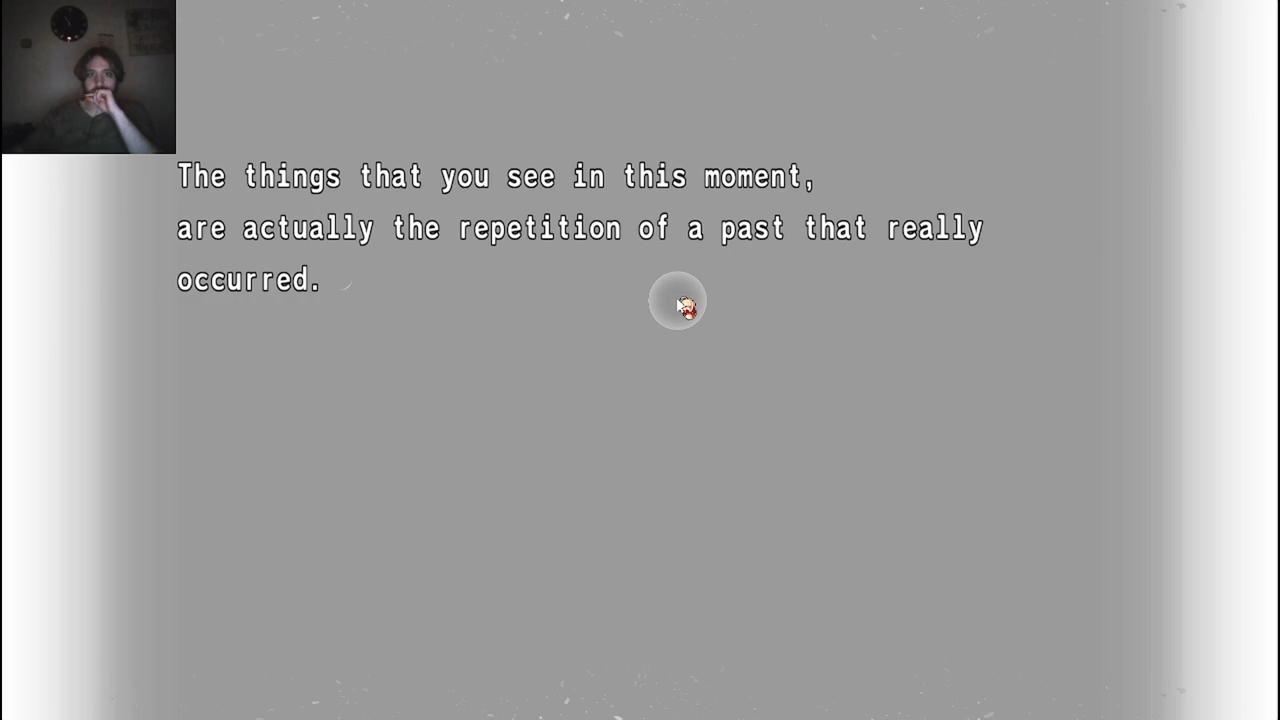 The things that you see in this moment,
are actually the repetition of a past that really
occurred.